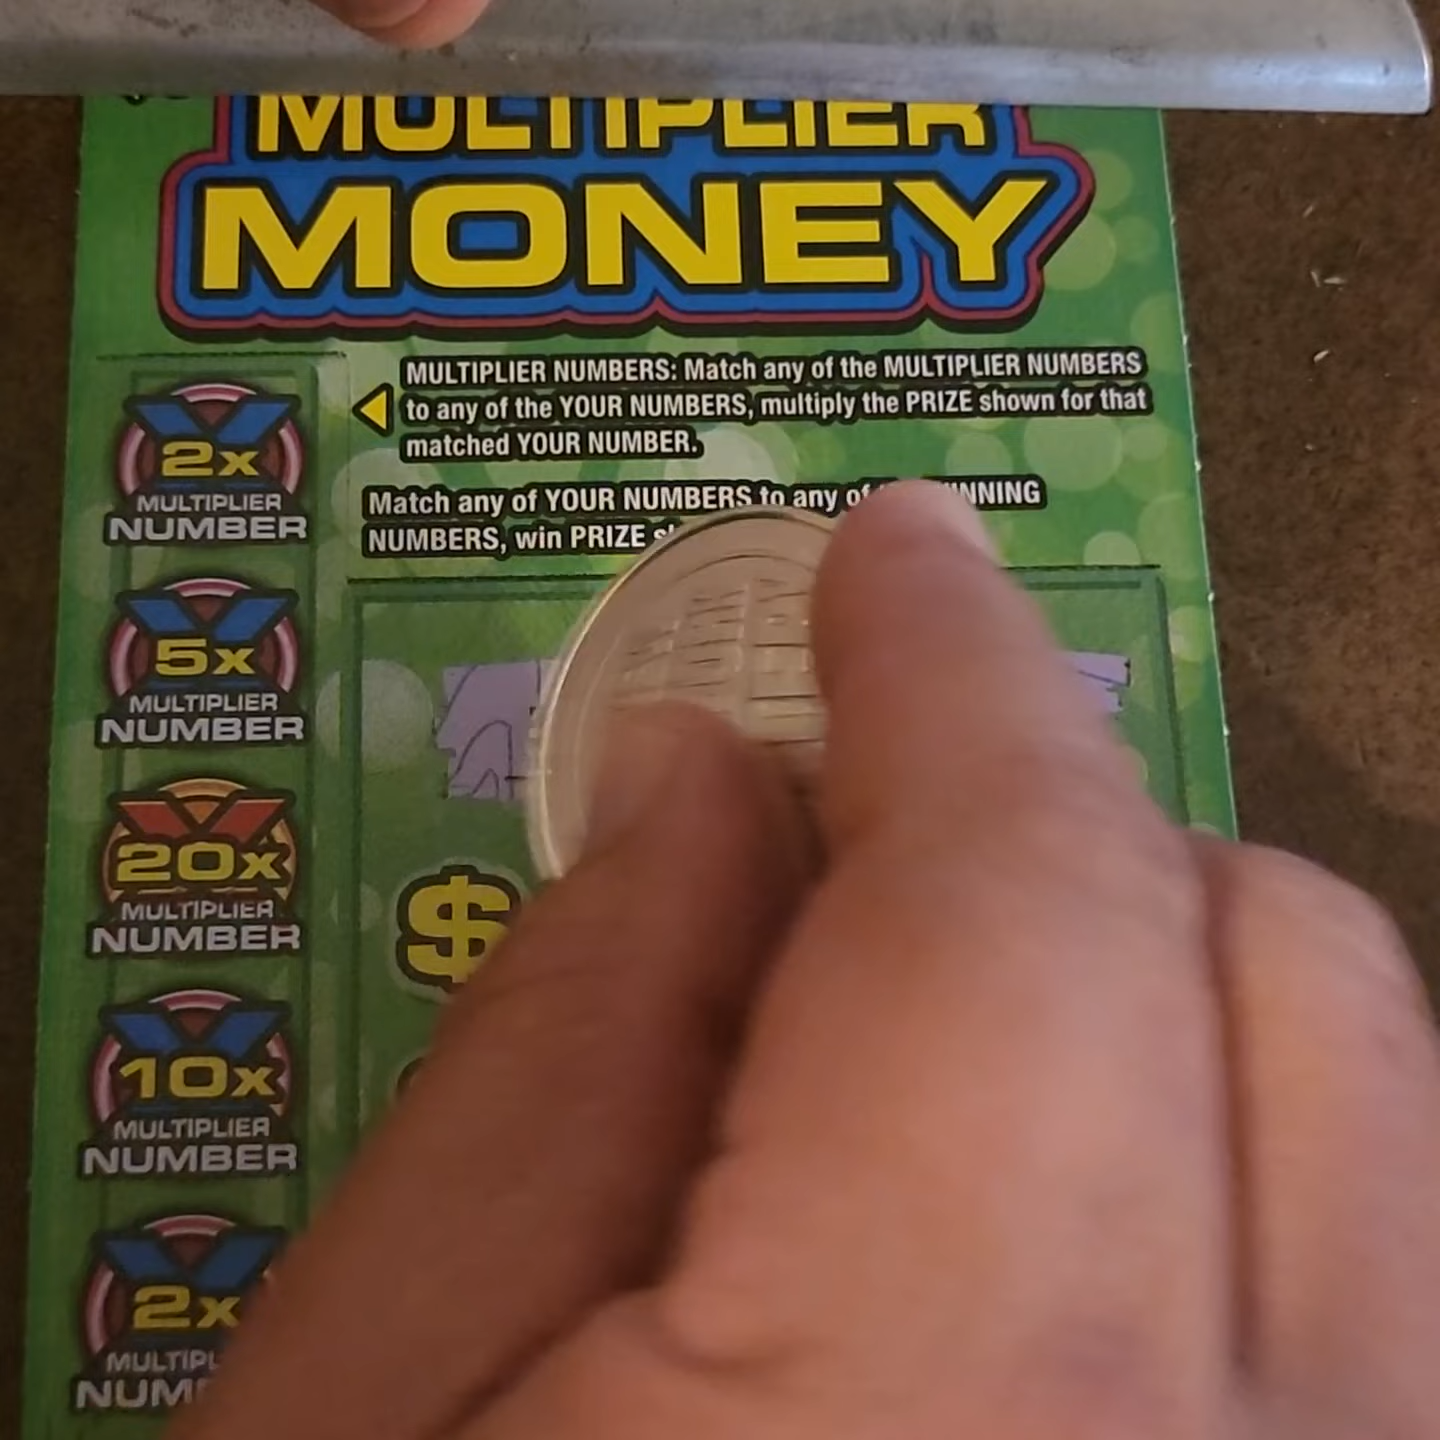 MULTIPLIER
MONEY
MULTIPLIER NUMBERS: Match any of the MULTIPLIER NUMBERS
to any of the YOUR NUMBERS, multiply the PRIZE shown for that
matched YOUR NUMBER.
Match any of YOUR NUMBERS to any of
NUMBERS, win PRIZE
2X
MULTIPLIER
NUMBER
5X
MULTIPLIER
NUMBER
20X
MULTIPLIER
NUMBER
10X
MULTIPLIER
NUMBER
2X
$